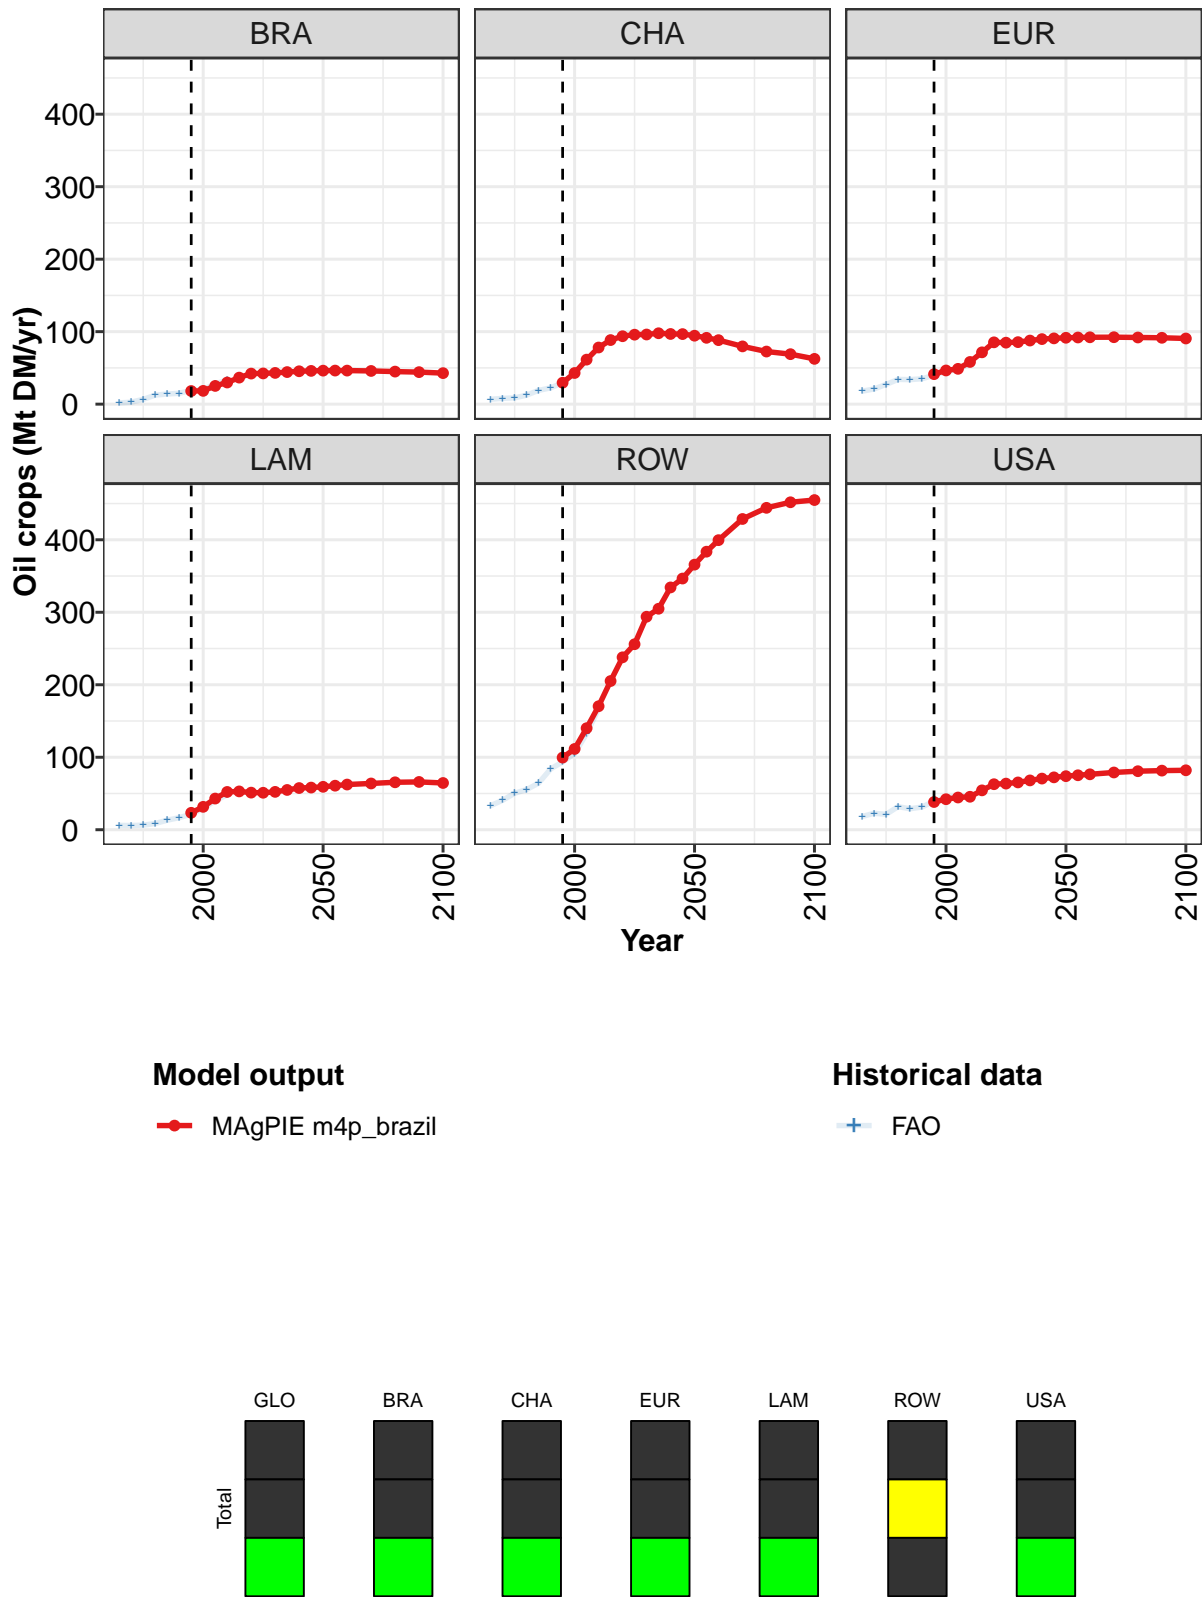 BRA CHA EUR
400
300
200
100
0
LAM ROW USA
400
300
200
100
0
Oil crops (Mt DM/yr)
2000 2050 2100 2000 2050 2100 2000 2050 2100
Year
Model output Historical data
MAgPIE m4p_brazil FAO
GLO BRA CHA EUR LAM ROW USA
Total